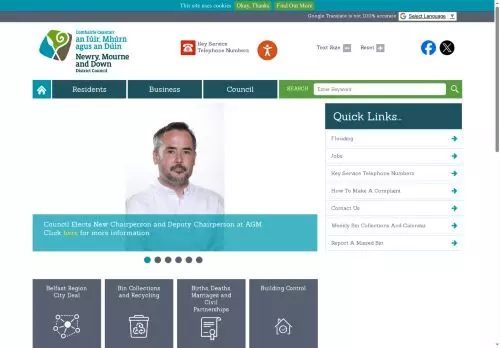 This site uses cookies Okay, Thanks Find Out More
Google Translate is not 100% accurate Select Language ▼
Comhairle Ceantair
an Iúir, Mhúrn
agus an Dúin
Newry, Mourne
and Down
District Council
Key Service
Telephone Numbers
Text Size
Reset
Residents
Business
Council
SEARCH
Enter Keyword
Council Elects New Chairperson and Deputy Chairperson at AGM
Click here for more information
Quick Links...
Flooding
Jobs
Key Service Telephone Numbers
How To Make A Complaint
Contact Us
Weekly Bin Collections And Calendar
Report A Missed Bin
Belfast Region
City Deal
Bin Collections
and Recycling
Births, Deaths,
Marriages and
Civil
Partnerships
Building Control